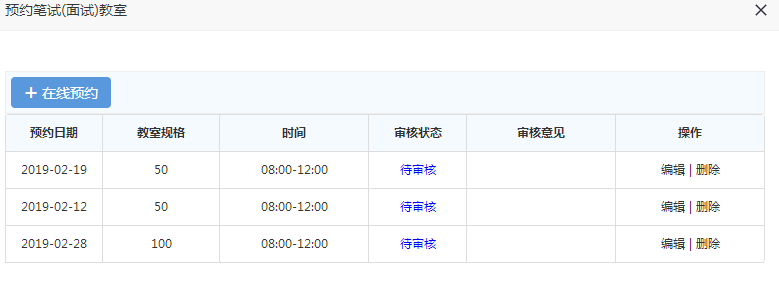 预约笔试(面试)教室
在线预约
预约日期 教室规格 时间 审核状态 审核意见 操作
2019-02-19 50 08:00-12:00 待审核 编辑 | 删除
2019-02-12 50 08:00-12:00 待审核 编辑 | 删除
2019-02-28 100 08:00-12:00 待审核 编辑 | 删除